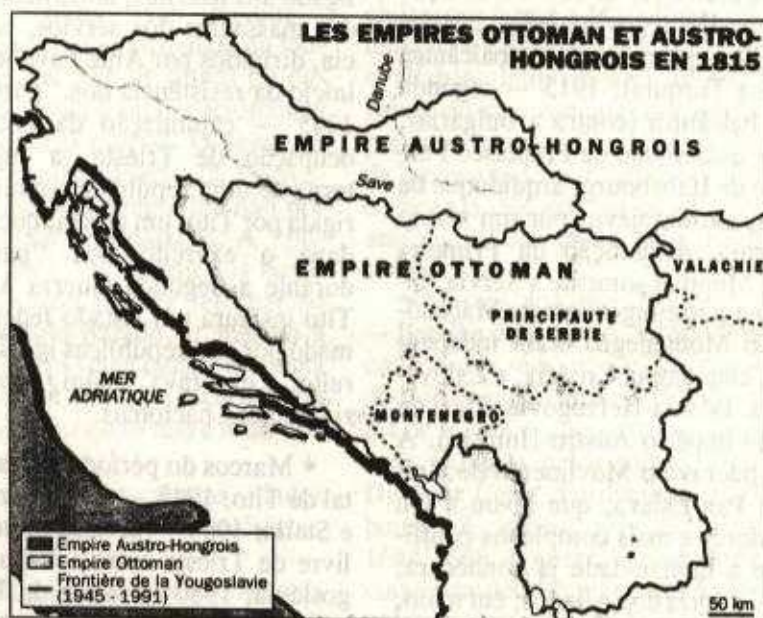 LES EMPIRES OTTOMAN ET AUSTRO-
HONGROIS EN 1815
Danube
EMPIRE AUSTRO-HONGROIS
Save
EMPIRE OTTOMAN
VALACHIE
PRINCIPAUTE
DE SERBIE
MER
ADRIATIQUE
MONTENEGRO
Empire Austro-Hongrois
Empire Ottoman
Frontière de la Yougoslavie
(1945 - 1991)
50 km